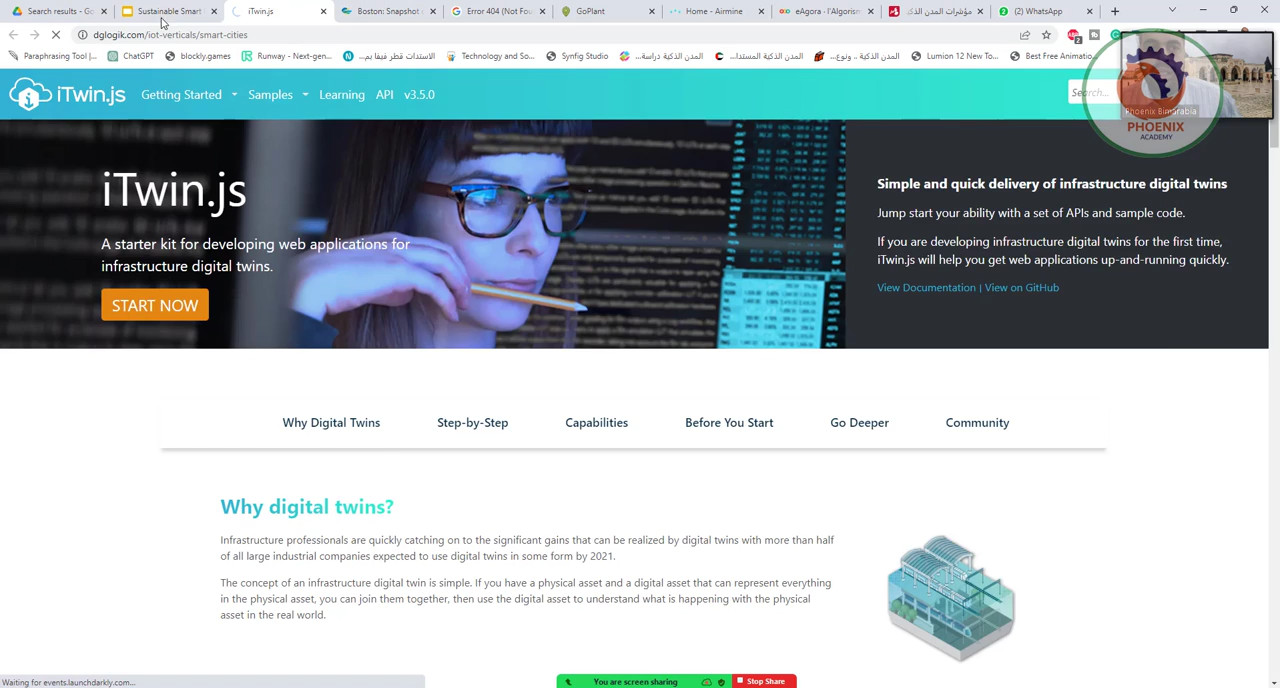 Search results - Go
Sustainable Smart
iTwin.js
Boston: Snapshot
Error 404 (Not Fou
GoPlant
Home - Airmine
eAgora : l'Algorism
مؤشرات المدن الذك
(2) WhatsApp
dglogik.com/iot-verticals/smart-cities
Paraphrasing Tool |...
ChatGPT
blockly.games
Runway - Next-gen...
الاستدات قطر فيفا بم...
Technology and So...
Synfig Studio
المدن الذكية دراسة...
المدن الذكية المستدا...
المدن الذكية .. ونوع...
Lumion 12 New To...
Best Free Animatio...
iTwin.js
Getting Started
Samples
Learning
API
v3.5.0
Search...
Phoenix Bimarabia
PHOENIX
ACADEMY
iTwin.js
A starter kit for developing web applications for
infrastructure digital twins.
START NOW
Simple and quick delivery of infrastructure digital twins
Jump start your ability with a set of APIs and sample code.
If you are developing infrastructure digital twins for the first time,
iTwin.js will help you get web applications up-and-running quickly.
View Documentation | View on GitHub
Why Digital Twins
Step-by-Step
Capabilities
Before You Start
Go Deeper
Community
Why digital twins?
Infrastructure professionals are quickly catching on to the significant gains that can be realized by digital twins with more than half
of all large industrial companies expected to use digital twins in some form by 2021.
The concept of an infrastructure digital twin is simple. If you have a physical asset and a digital asset that can represent everything
in the physical asset, you can join them together, then use the digital asset to understand what is happening with the physical
asset in the real world.
Waiting for events.launchdarkly.com...
You are screen sharing
Stop Share